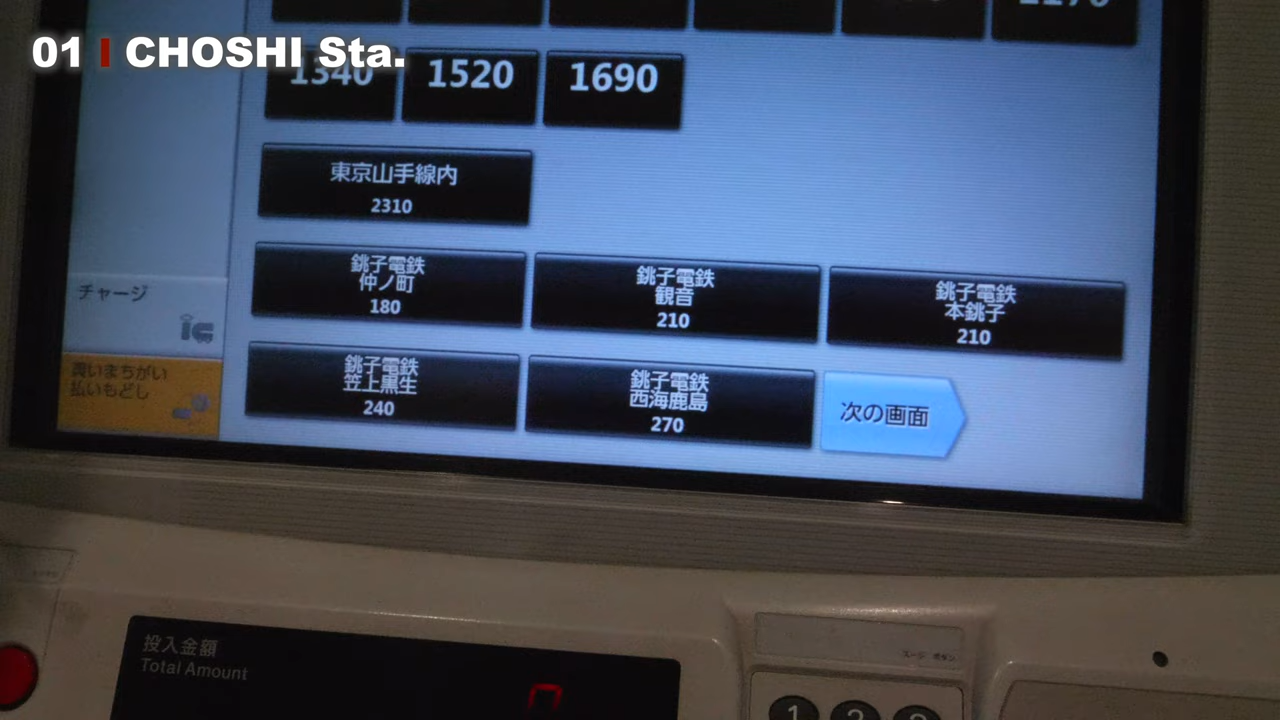 01 | CHOSHI Sta.
1170
1340 1520 1690
東京山手線内
2310
銚子電鉄
仲ノ町
180
銚子電鉄
観音
210
銚子電鉄
本銚子
210
銚子電鉄
笠上黒生
240
銚子電鉄
西海鹿島
270
次の画面
チャージ
買いまちがい
払いもどし
投入金額
Total Amount
0
1 2 3